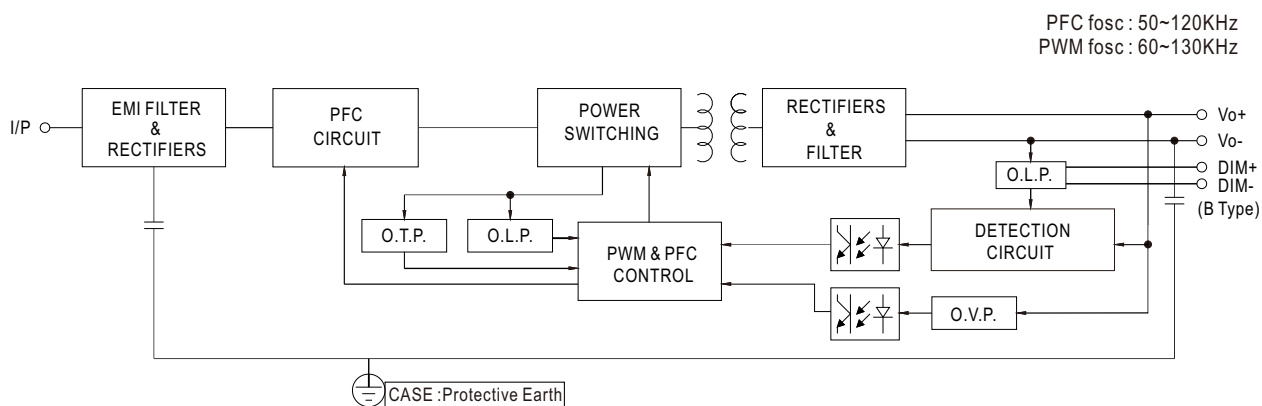 PFC fosc : 50~120KHz
PWM fosc : 60~130KHz
I/P
EMI FILTER
&
RECTIFIERS
PFC
CIRCUIT
POWER
SWITCHING
RECTIFIERS
&
FILTER
Vo+
Vo-
DIM+
DIM-
(B Type)
O.L.P.
O.T.P.
O.L.P.
PWM & PFC
CONTROL
DETECTION
CIRCUIT
O.V.P.
CASE :Protective Earth